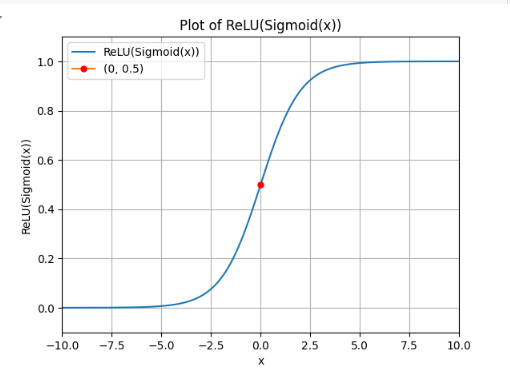 Plot of ReLU(Sigmoid(x))
ReLU(Sigmoid(x))
(0, 0.5)
1.0
0.8
0.6
0.4
0.2
0.0
ReLU(Sigmoid(x))
−10.0 −7.5 −5.0 −2.5 0.0 2.5 5.0 7.5 10.0
x